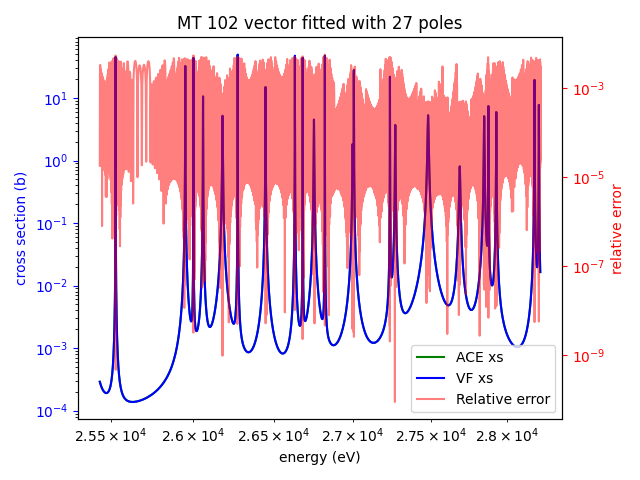 MT 102 vector fitted with 27 poles
cross section (b)
10¹
10⁰
10⁻¹
10⁻²
10⁻³
10⁻⁴
10⁻³
10⁻⁵
10⁻⁷
10⁻⁹
relative error
ACE xs
VF xs
Relative error
2.55 × 10⁴ 2.6 × 10⁴ 2.65 × 10⁴ 2.7 × 10⁴ 2.75 × 10⁴ 2.8 × 10⁴
energy (eV)